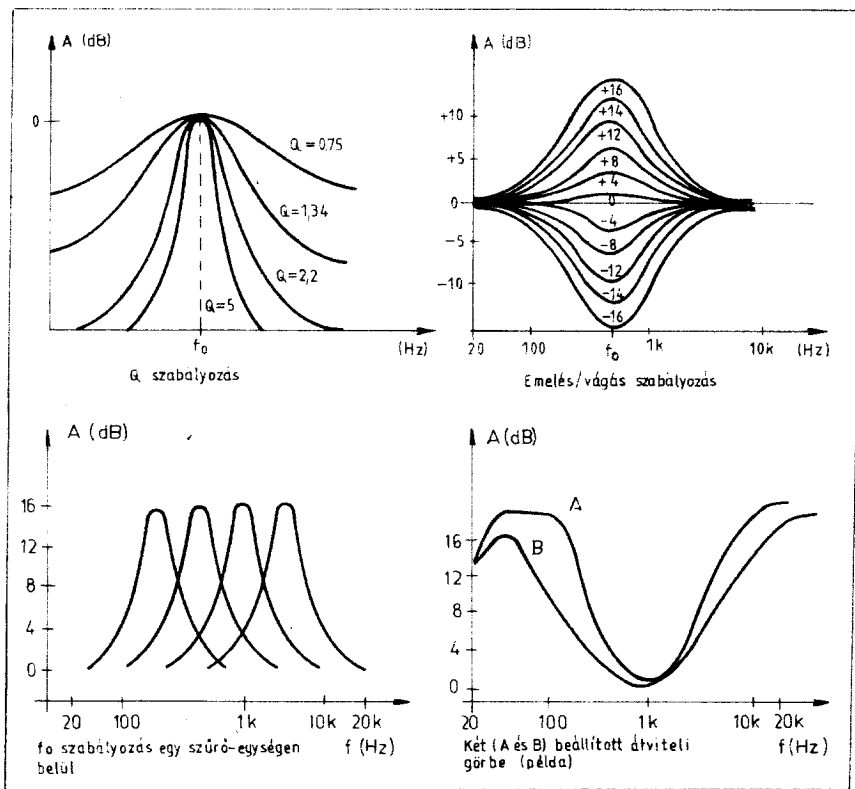 A (dB)
0
Q = 0,75
Q = 1,34
Q = 2,2
Q = 5
f₀
(Hz)
Q szabályozás
A (dB)
+10
+5
0
−5
−10
+16
+14
+12
+8
+4
0
−4
−8
−12
−14
−16
20 100 f₀ 1k 10k (Hz)
Emelés/vágás szabályozás
A (dB)
16
12
8
4
0
20 100 1k 10k 20k
f₀ szabályozás egy szűrő-egységen f (Hz)
belül
A (dB)
16
12
8
4
0
A
B
20 100 1k 10k 20k
Két (A és B) beállított átviteli f (Hz)
görbe (példa)